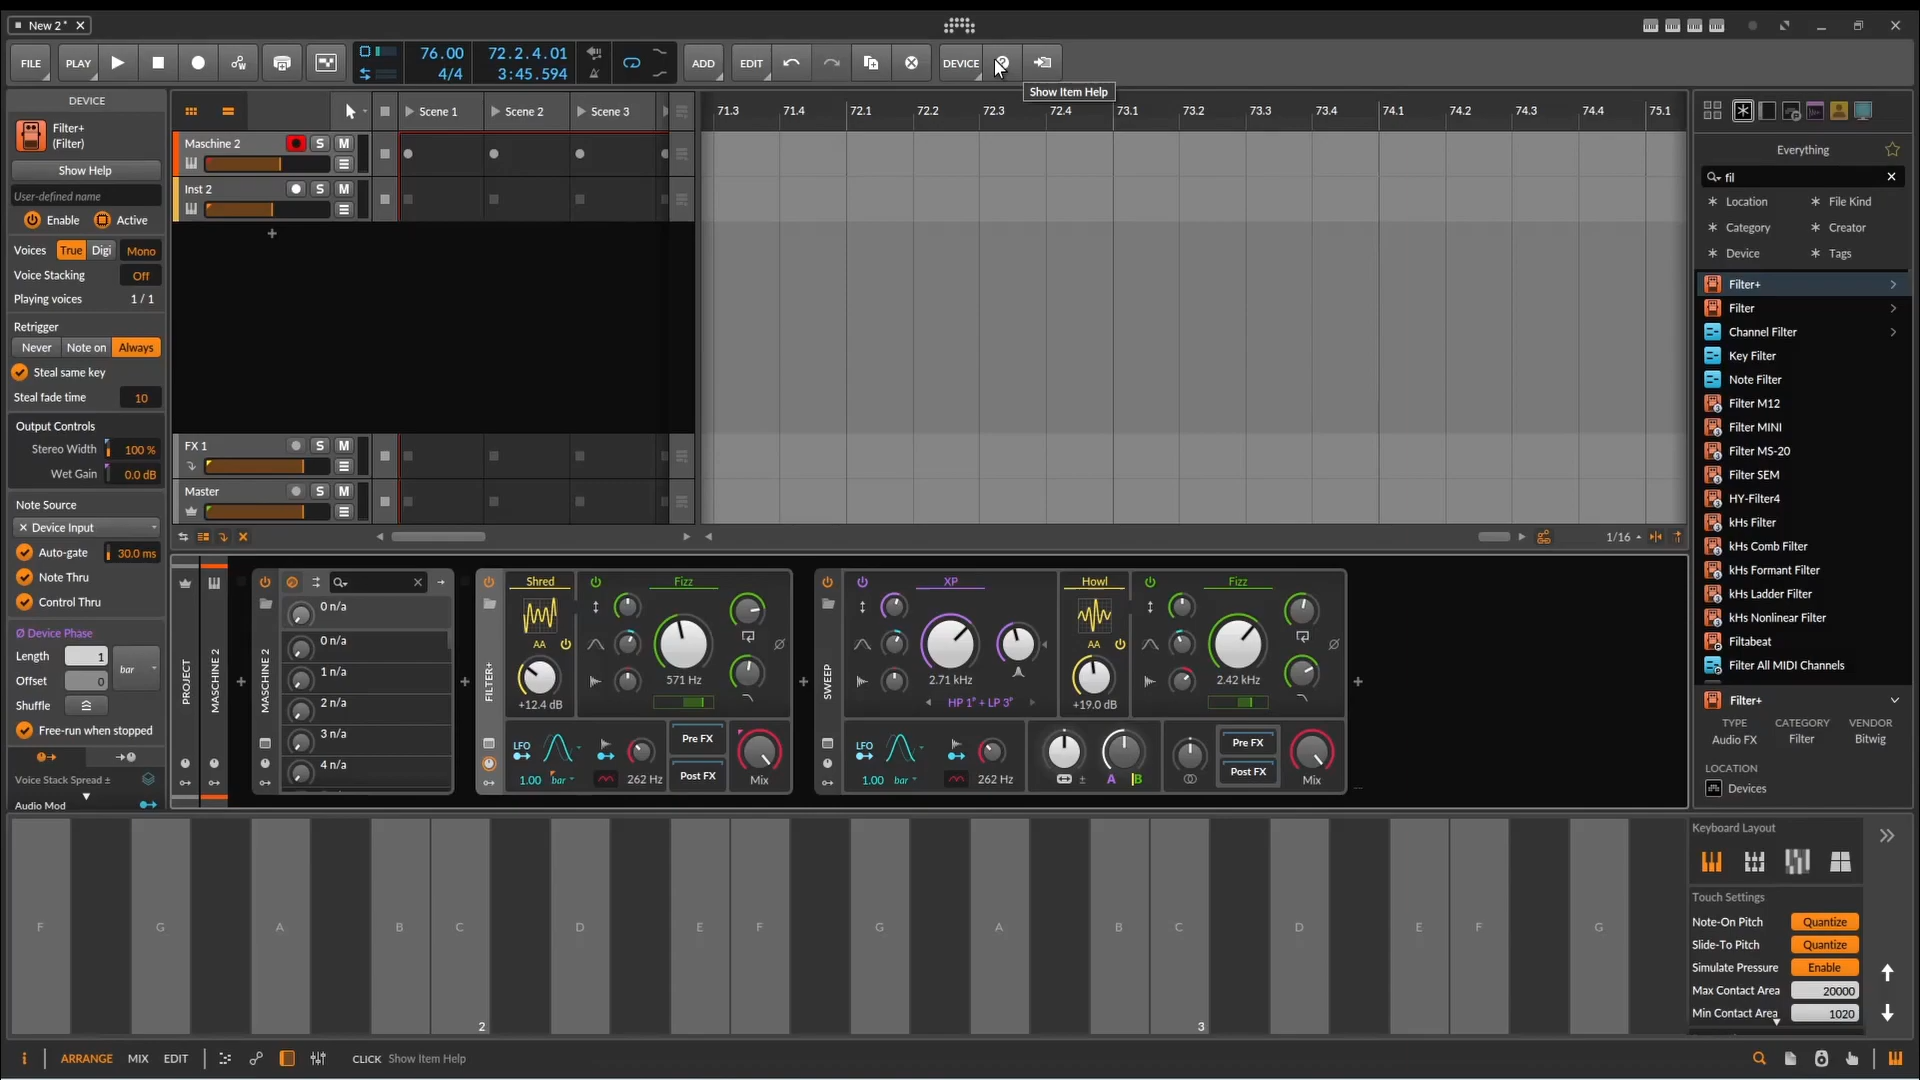 New 2*
FILE
PLAY
76.00
4/4
72.2.4.01
3:45.594
ADD
EDIT
DEVICE
Show Item Help
DEVICE
Filter+
(Filter)
Show Help
User-defined name
Enable
Active
Voices True Digi Mono
Voice Stacking Off
Playing voices 1 / 1
Retrigger
Never Note on Always
Steal same key
Steal fade time 10
Output Controls
Stereo Width 100 %
Wet Gain 0.0 dB
Note Source
Device Input
Auto-gate 30.0 ms
Note Thru
Control Thru
Ø Device Phase
Length 1 bar
Offset 0
Shuffle
Free-run when stopped
Voice Stack Spread ±
Audio Mod
Scene 1
Scene 2
Scene 3
Maschine 2 S M
Inst 2 S M
FX 1 S M
Master S M
71.3 71.4 72.1 72.2 72.3 72.4 73.1 73.2 73.3 73.4 74.1 74.2 74.3 74.4 75.1
1/16
PROJECT
MASCHINE 2
MASCHINE 2
0 n/a
0 n/a
1 n/a
2 n/a
3 n/a
4 n/a
FILTER+
Shred
AA
+12.4 dB
Fizz
571 Hz
LFO
1.00 bar
262 Hz
Pre FX
Post FX
Mix
SWEEP
XP
2.71 kHz
HP 1° + LP 3°
Howl
AA
+19.0 dB
Fizz
2.42 kHz
LFO
1.00 bar
262 Hz
±
A B
Pre FX
Post FX
Mix
Everything
fil
Location
File Kind
Category
Creator
Device
Tags
Filter+
Filter
Channel Filter
Key Filter
Note Filter
Filter M12
Filter MINI
Filter MS-20
Filter SEM
HY-Filter4
kHs Filter
kHs Comb Filter
kHs Formant Filter
kHs Ladder Filter
kHs Nonlinear Filter
Filtabeat
Filter All MIDI Channels
Filter+
TYPE CATEGORY VENDOR
Audio FX Filter Bitwig
LOCATION
Devices
F G A B C D E F G A B C D E F G
2 3
Keyboard Layout
Touch Settings
Note-On Pitch Quantize
Slide-To Pitch Quantize
Simulate Pressure Enable
Max Contact Area 20000
Min Contact Area 1020
i
ARRANGE
MIX
EDIT
CLICK Show Item Help